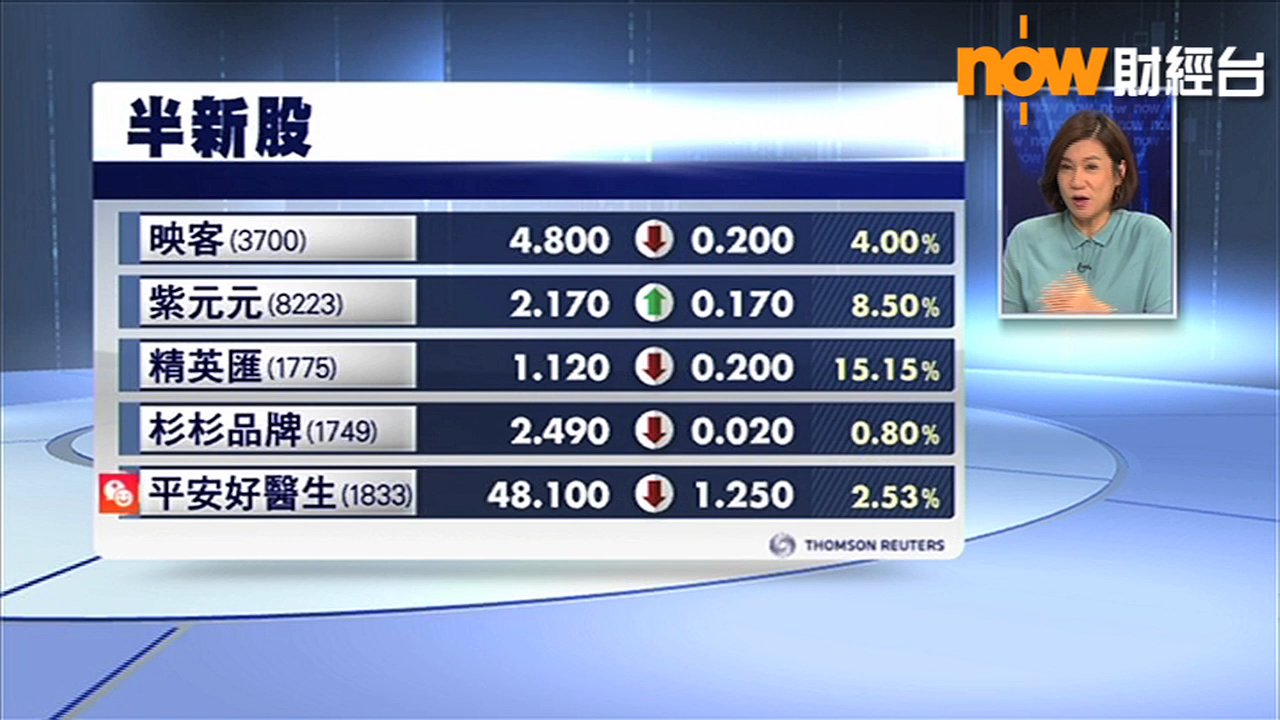 now 財經台
半新股
映客(3700) 4.800 0.200 4.00%
紫元元(8223) 2.170 0.170 8.50%
精英匯(1775) 1.120 0.200 15.15%
杉杉品牌(1749) 2.490 0.020 0.80%
平安好醫生(1833) 48.100 1.250 2.53%
THOMSON REUTERS